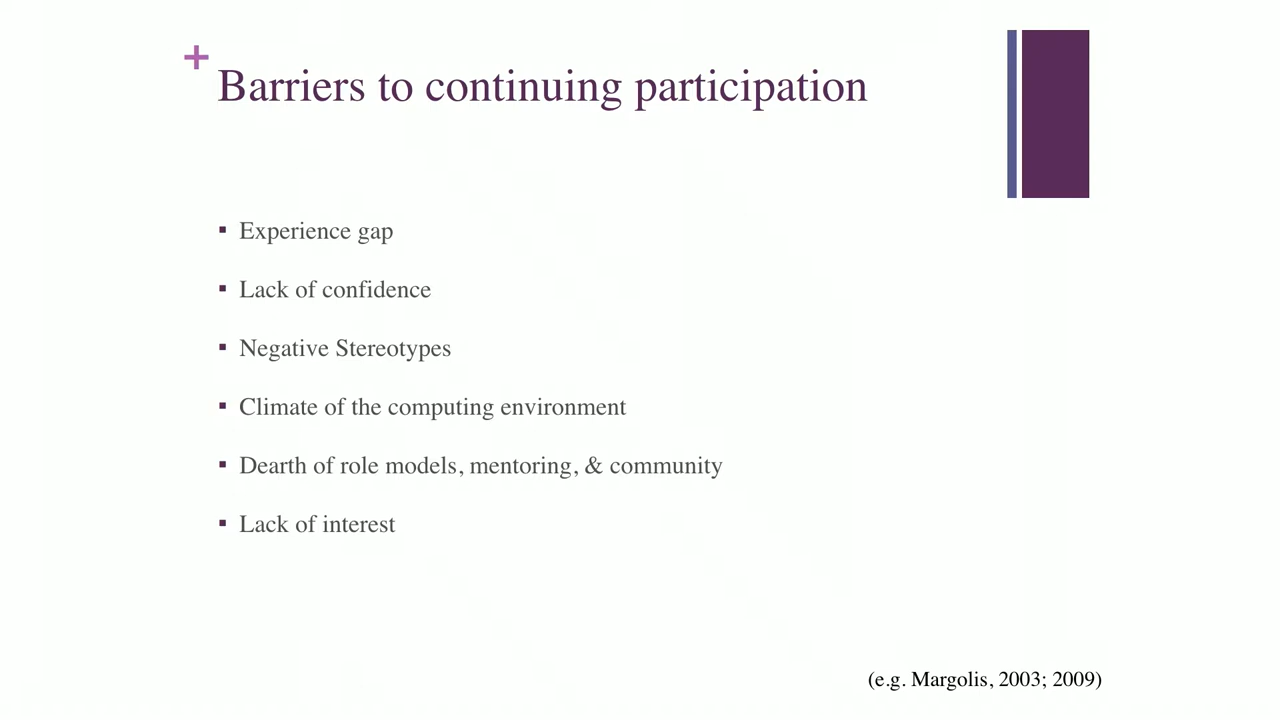 +
Barriers to continuing participation
▪ Experience gap
▪ Lack of confidence
▪ Negative Stereotypes
▪ Climate of the computing environment
▪ Dearth of role models, mentoring, & community
▪ Lack of interest
(e.g. Margolis, 2003; 2009)